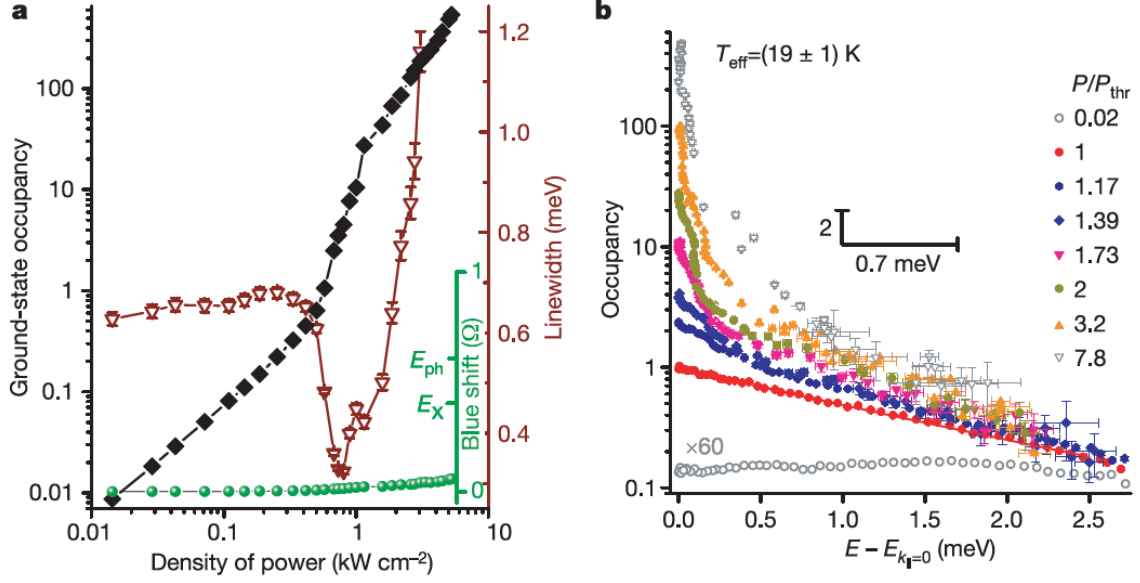 a
Ground-state occupancy
100
10
1
0.1
0.01
0.01
0.1
1
10
Density of power (kW cm⁻²)
1
E_ph
E_X
0
Blue shift (Ω)
1.2
1.0
0.8
0.6
0.4
Linewidth (meV)
b
T_eff=(19 ± 1) K
Occupancy
100
10
1
0.1
2
0.7 meV
×60
P/P_thr
0.02
1
1.17
1.39
1.73
2
3.2
7.8
0.0
0.5
1.0
1.5
2.0
2.5
E – E_k∥=0 (meV)